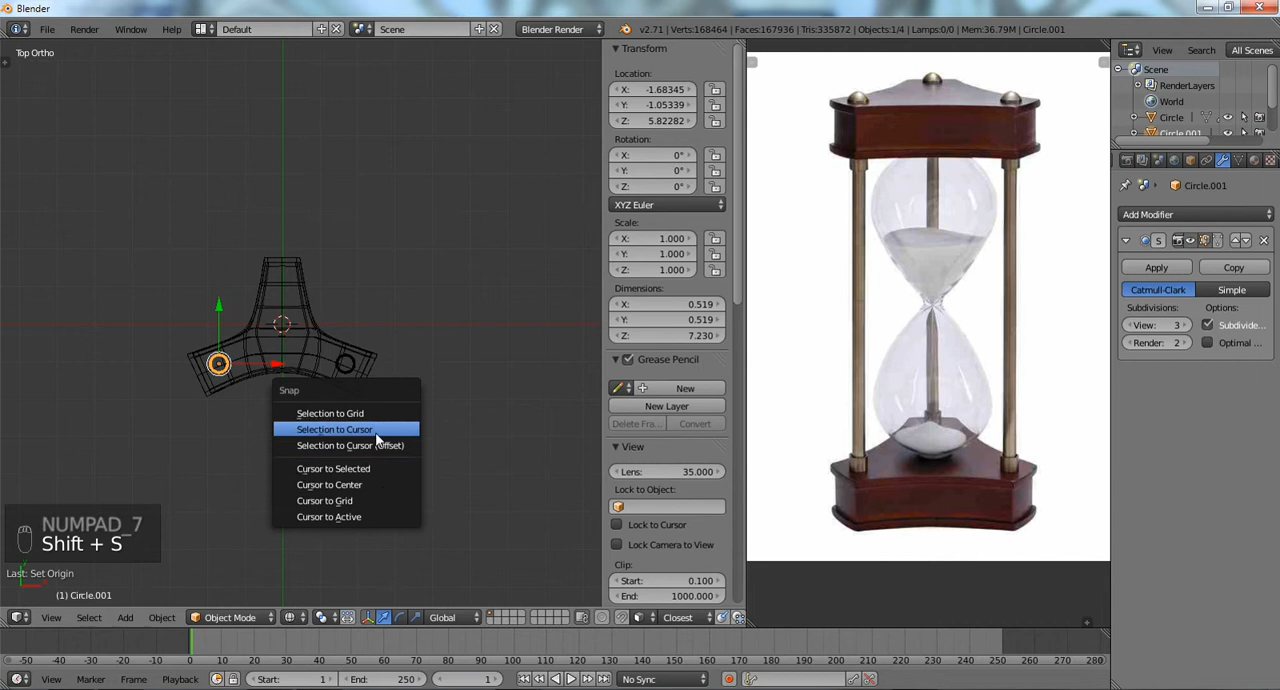 Blender
File Render Window Help Default Scene Blender Render v2.71 | Verts:168464 | Faces:167936 | Tris:335872 | Objects:1/4 | Lamps:0/0 | Mem:36.79M | Circle.001
Top Ortho
Transform
Location:
X: -1.68345
Y: -1.05339
Z: 5.82282
Rotation:
X: 0°
Y: 0°
Z: 0°
XYZ Euler
Scale:
X: 1.000
Y: 1.000
Z: 1.000
Dimensions:
X: 0.519
Y: 0.519
Z: 7.230
Grease Pencil
New
New Layer
Delete Fra... Convert
View
Lens: 35.000
Lock to Object:
Lock to Cursor
Lock Camera to View
Clip:
Start: 0.100
End: 1000.000
Snap
Selection to Grid
Selection to Cursor
Selection to Cursor (Offset)
Cursor to Selected
Cursor to Center
Cursor to Grid
Cursor to Active
NUMPAD_7
Shift + S
Last: Set Origin
(1) Circle.001
View Select Add Object Object Mode Global Closest
View Search All Scenes
Scene
RenderLayers
World
Circle
Circle.001
Circle.001
Add Modifier
S
Apply Copy
Catmull-Clark Simple
Subdivisions: Options:
View: 3 Subdivide...
Render: 2 Optimal ...
-50 -40 -30 -20 -10 0 10 20 30 40 50 60 70 80 90 100 110 120 130 140 150 160 170 180 190 200 210 220 230 240 250 260 270 280
View Marker Frame Playback Start: 1 End: 250 1 No Sync